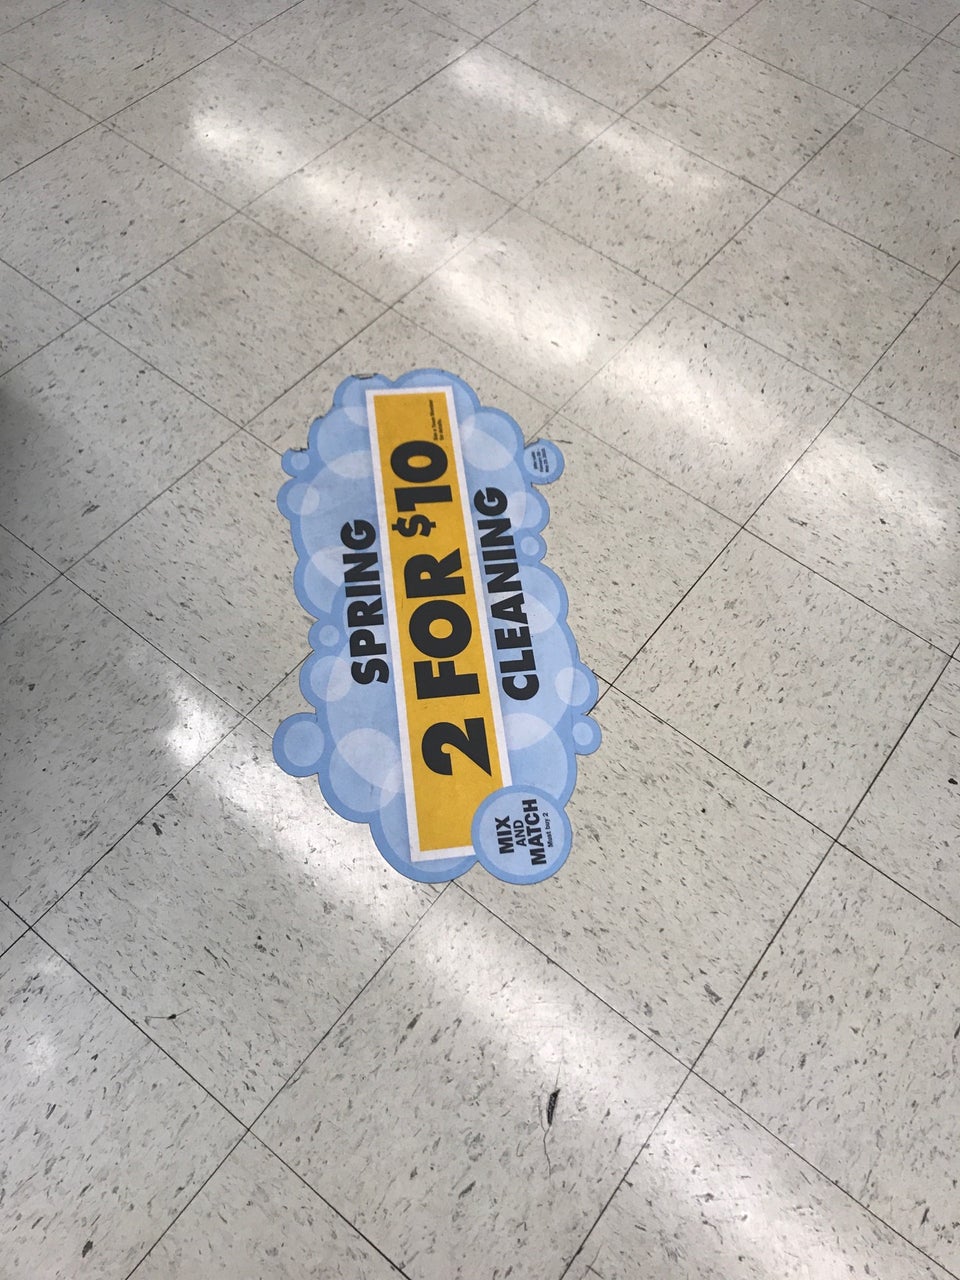 SPRING
2 FOR $10
CLEANING
MIX
AND
MATCH
Must buy 2